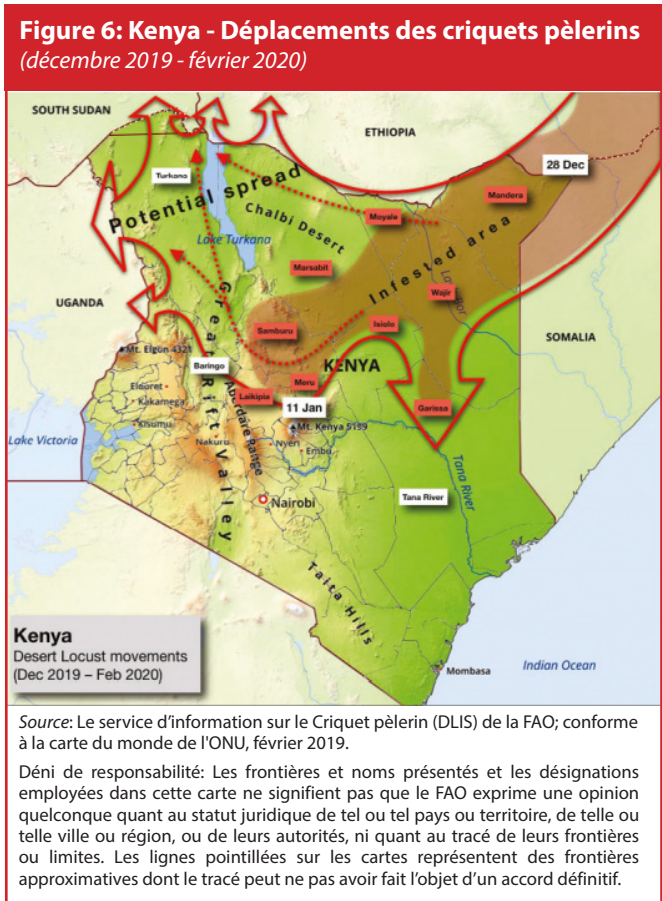 Figure 6: Kenya - Déplacements des criquets pèlerins
(décembre 2019 - février 2020)
SOUTH SUDAN
ETHIOPIA
28 Dec
Turkana
Potential spread
Mandera
Chalbi Desert
Moyale
Lake Turkana
Infested area
Marsabit
Wajir
Lag Bor
UGANDA
Great Rift Valley
Samburu
Isiolo
SOMALIA
Mt. Elgon 4321
Baringo
KENYA
Eldoret
Laikipia
Meru
Kakamega
Aberdare Range
11 Jan
Garissa
Kisumu
Mt. Kenya 5199
Lake Victoria
Nakuru
Nyeri
Embu
Tana River
Tana River
Nairobi
Taita Hills
Kenya
Desert Locust movements
(Dec 2019 – Feb 2020)
Mombasa
Indian Ocean
Source: Le service d'information sur le Criquet pèlerin (DLIS) de la FAO; conforme
à la carte du monde de l'ONU, février 2019.
Déni de responsabilité: Les frontières et noms présentés et les désignations
employées dans cette carte ne signifient pas que le FAO exprime une opinion
quelconque quant au statut juridique de tel ou tel pays ou territoire, de telle ou
telle ville ou région, ou de leurs autorités, ni quant au tracé de leurs frontières
ou limites. Les lignes pointillées sur les cartes représentent des frontières
approximatives dont le tracé peut ne pas avoir fait l'objet d'un accord définitif.